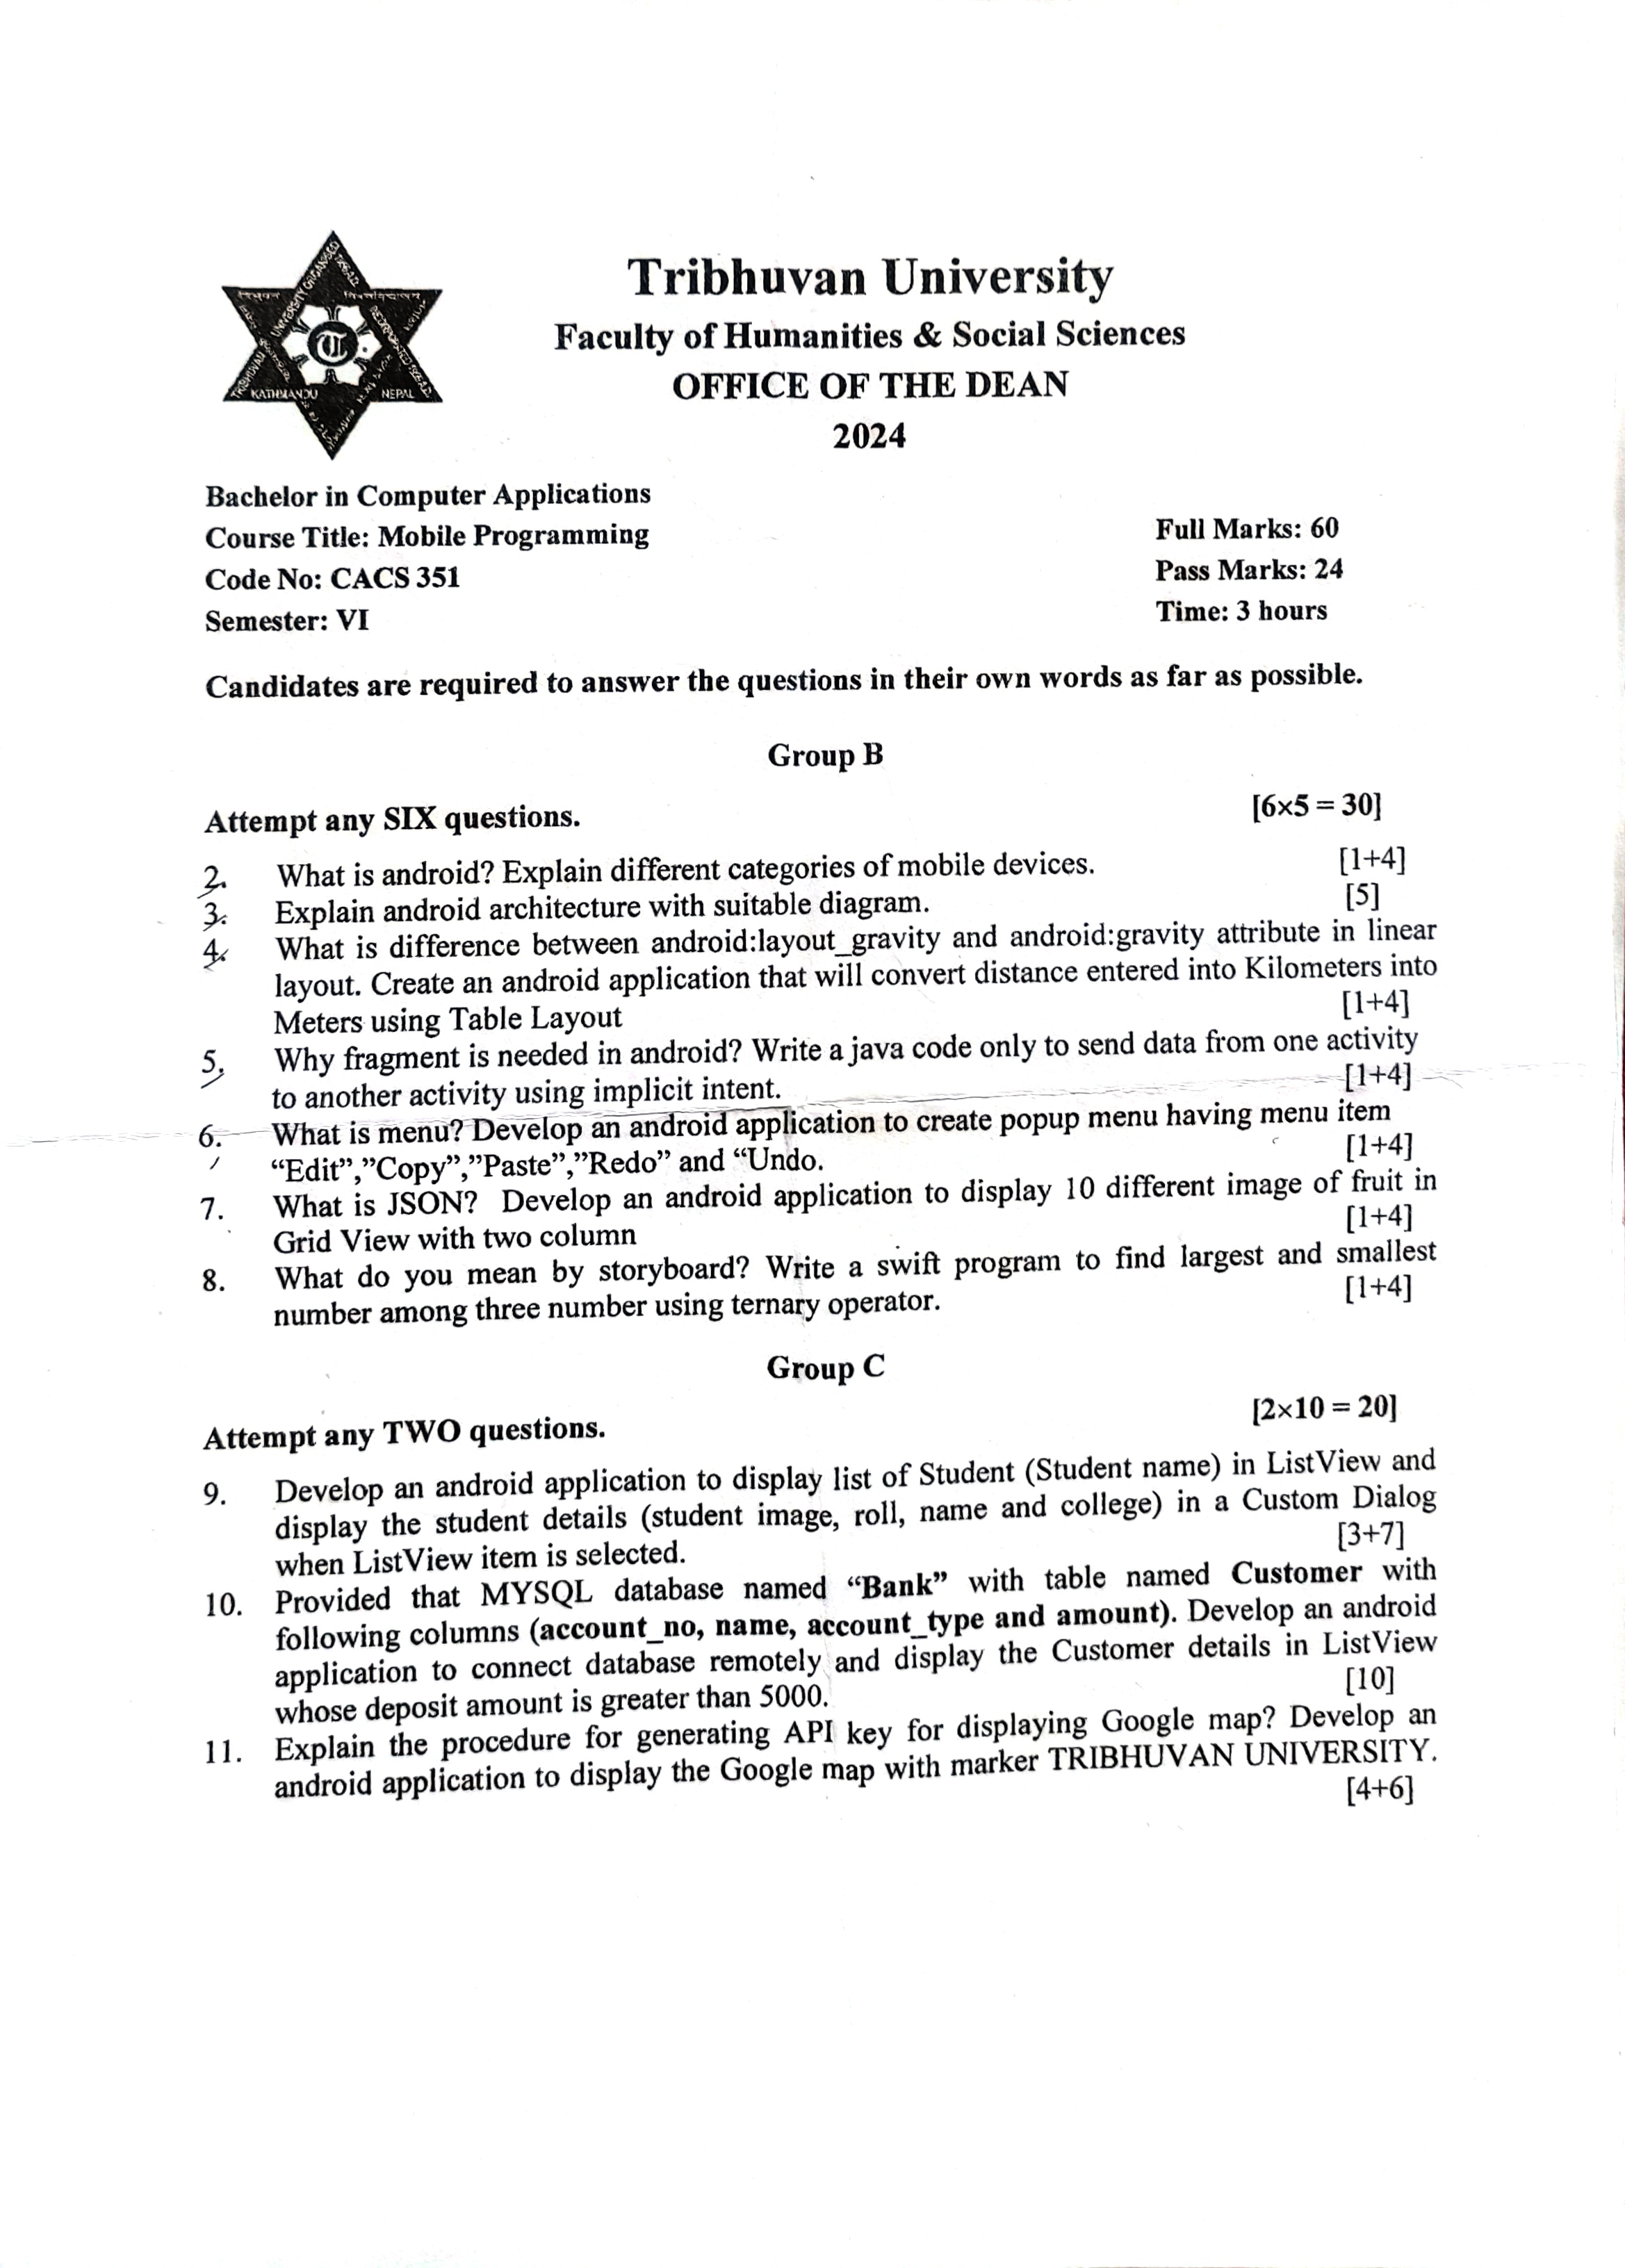 Tribhuvan University
Faculty of Humanities & Social Sciences
OFFICE OF THE DEAN
2024
KATHMANDU NEPAL
Bachelor in Computer Applications
Course Title: Mobile Programming
Code No: CACS 351
Semester: VI
Full Marks: 60
Pass Marks: 24
Time: 3 hours
Candidates are required to answer the questions in their own words as far as possible.
Group B
Attempt any SIX questions. [6×5 = 30]
2. What is android? Explain different categories of mobile devices. [1+4]
3. Explain android architecture with suitable diagram. [5]
4. What is difference between android:layout_gravity and android:gravity attribute in linear
layout. Create an android application that will convert distance entered into Kilometers into
Meters using Table Layout [1+4]
5. Why fragment is needed in android? Write a java code only to send data from one activity
to another activity using implicit intent. [1+4]
6. What is menu? Develop an android application to create popup menu having menu item
“Edit”,”Copy”,”Paste”,”Redo” and “Undo. [1+4]
7. What is JSON? Develop an android application to display 10 different image of fruit in
Grid View with two column [1+4]
8. What do you mean by storyboard? Write a swift program to find largest and smallest
number among three number using ternary operator. [1+4]
Group C
Attempt any TWO questions. [2×10 = 20]
9. Develop an android application to display list of Student (Student name) in ListView and
display the student details (student image, roll, name and college) in a Custom Dialog
when ListView item is selected. [3+7]
10. Provided that MYSQL database named “Bank” with table named Customer with
following columns (account_no, name, account_type and amount). Develop an android
application to connect database remotely and display the Customer details in ListView
whose deposit amount is greater than 5000. [10]
11. Explain the procedure for generating API key for displaying Google map? Develop an
android application to display the Google map with marker TRIBHUVAN UNIVERSITY.
[4+6]